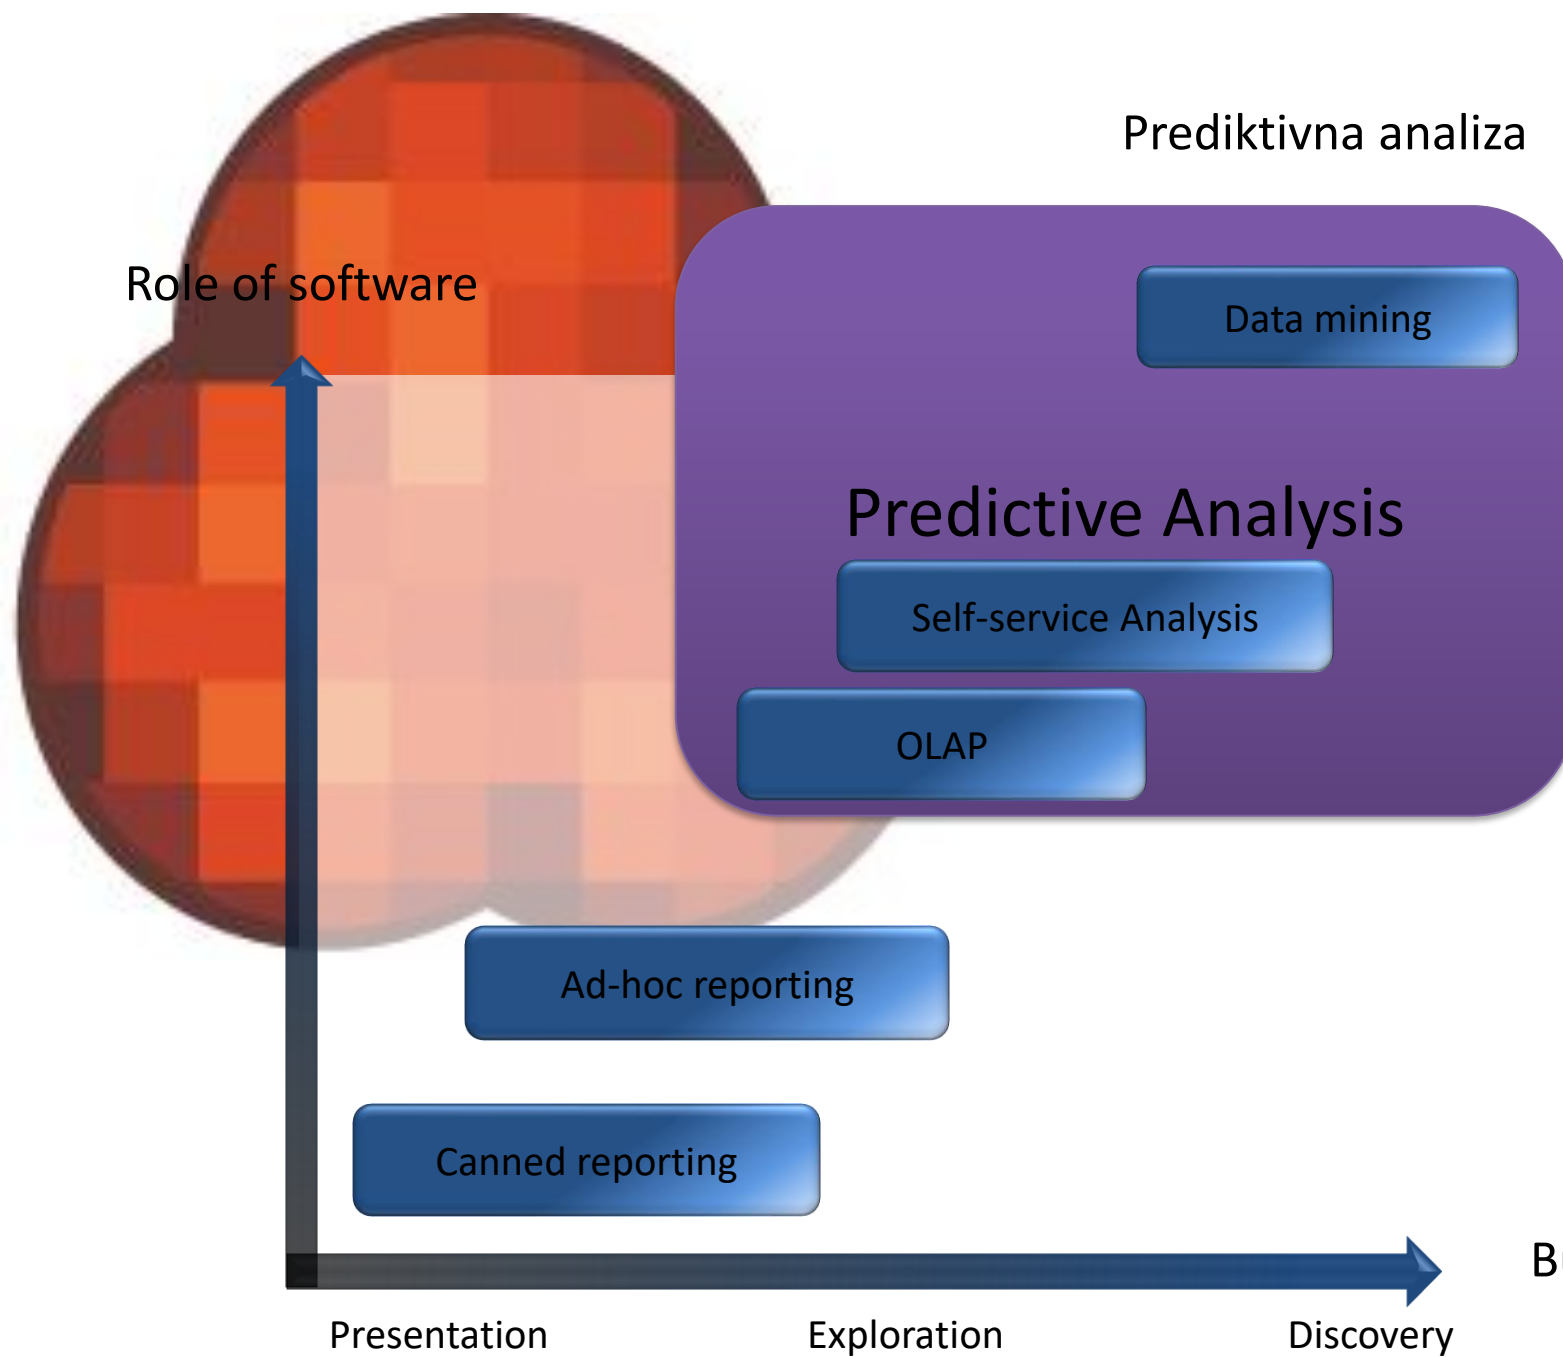 Prediktivna analiza
Role of software
Data mining
Predictive Analysis
Self-service Analysis
OLAP
Ad-hoc reporting
Canned reporting
Presentation
Exploration
Discovery